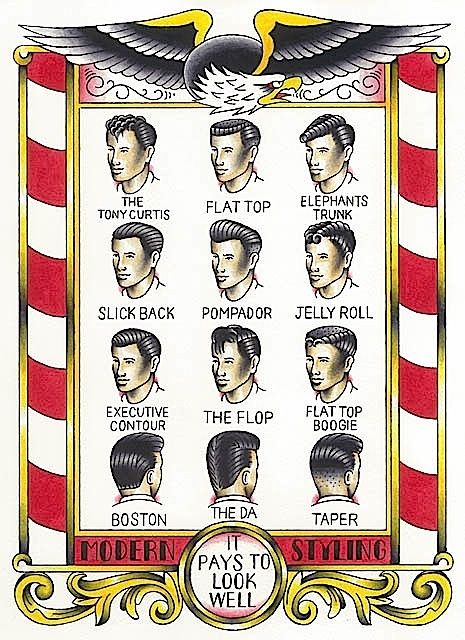 THE
TONY CURTIS
FLAT TOP
ELEPHANTS
TRUNK
SLICK BACK
POMPADOR
JELLY ROLL
EXECUTIVE
CONTOUR
THE FLOP
FLAT TOP
BOOGIE
BOSTON
THE DA
TAPER
MODERN STYLING
IT
PAYS TO
LOOK
WELL